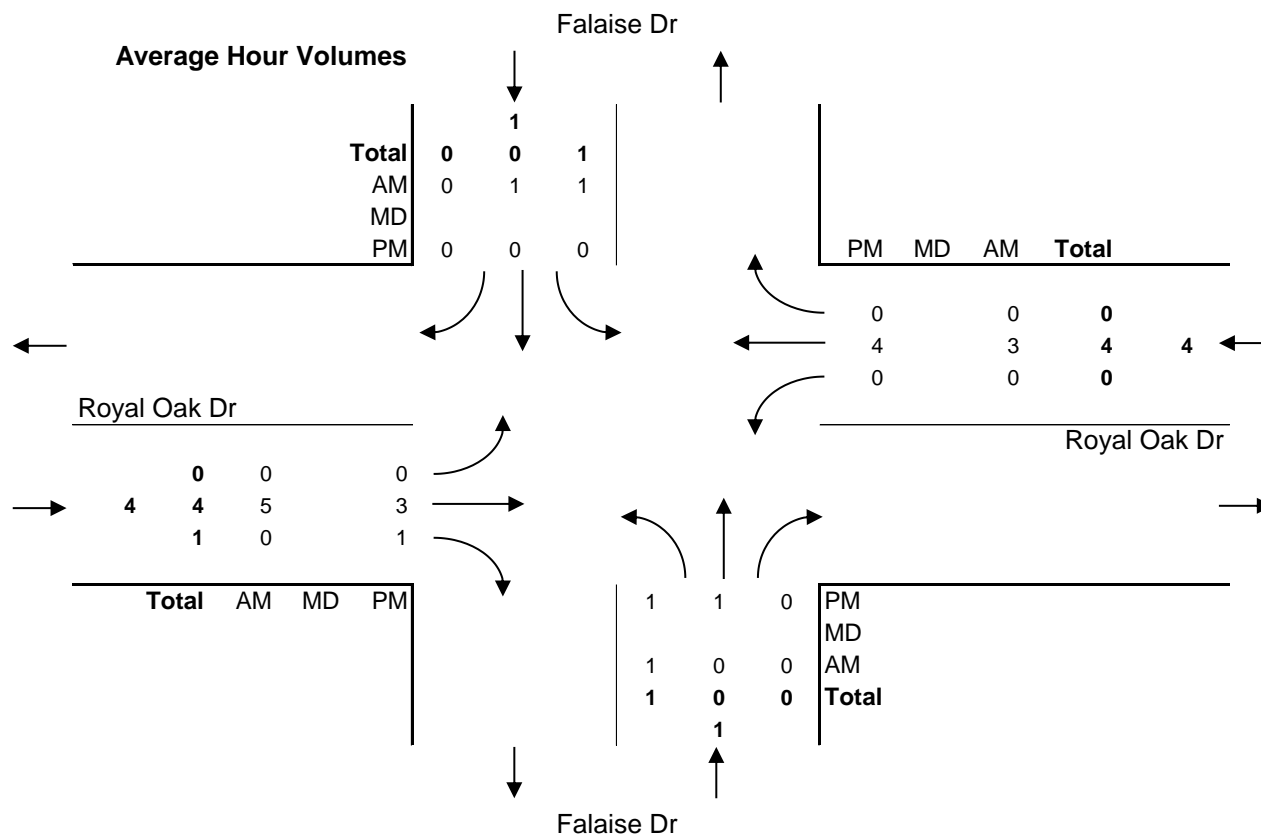 Falaise Dr
Average Hour Volumes
1
Total 0 0 1
AM 0 1 1
MD
PM 0 0 0
PM MD AM Total
0 0 0
4 3 4 4
0 0 0
Royal Oak Dr
Royal Oak Dr
0 0 0
4 4 5 3
1 0 1
Total AM MD PM
1 1 0 PM
MD
1 0 0 AM
1 0 0 Total
1
Falaise Dr